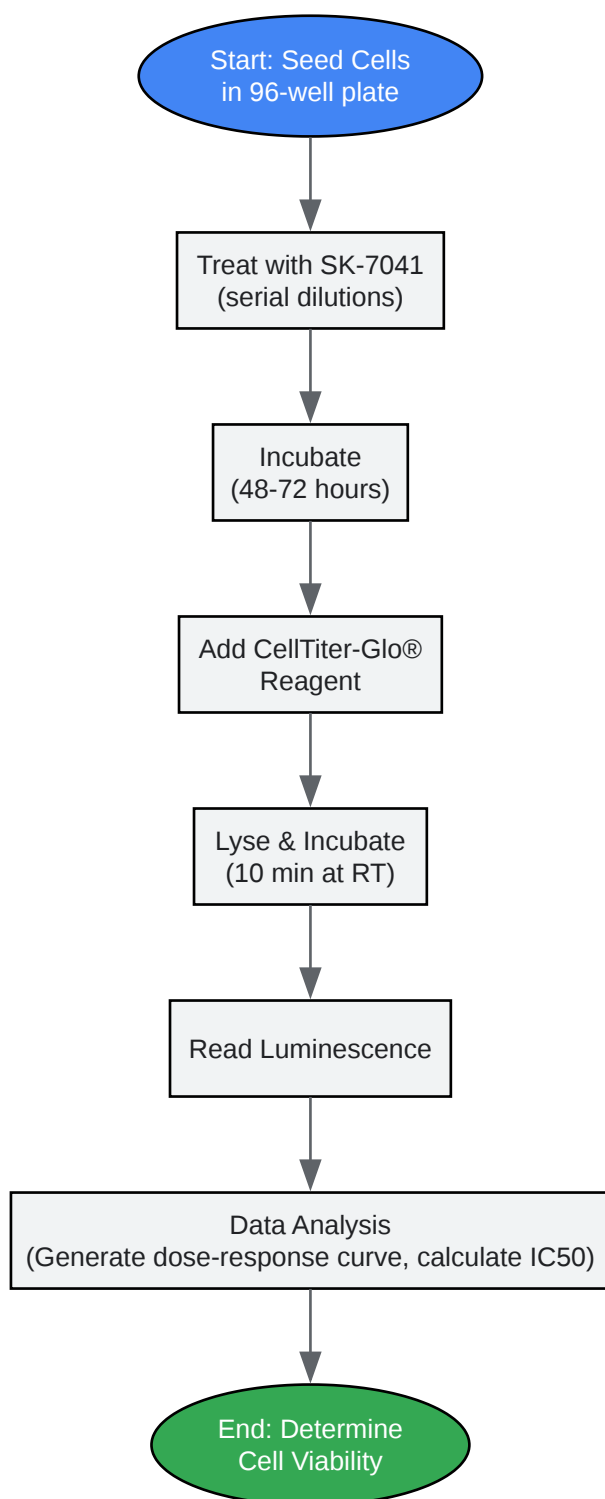 Start: Seed Cells
in 96-well plate
Treat with SK-7041
(serial dilutions)
Incubate
(48-72 hours)
Add CellTiter-Glo®
Reagent
Lyse & Incubate
(10 min at RT)
Read Luminescence
Data Analysis
(Generate dose-response curve, calculate IC50)
End: Determine
Cell Viability